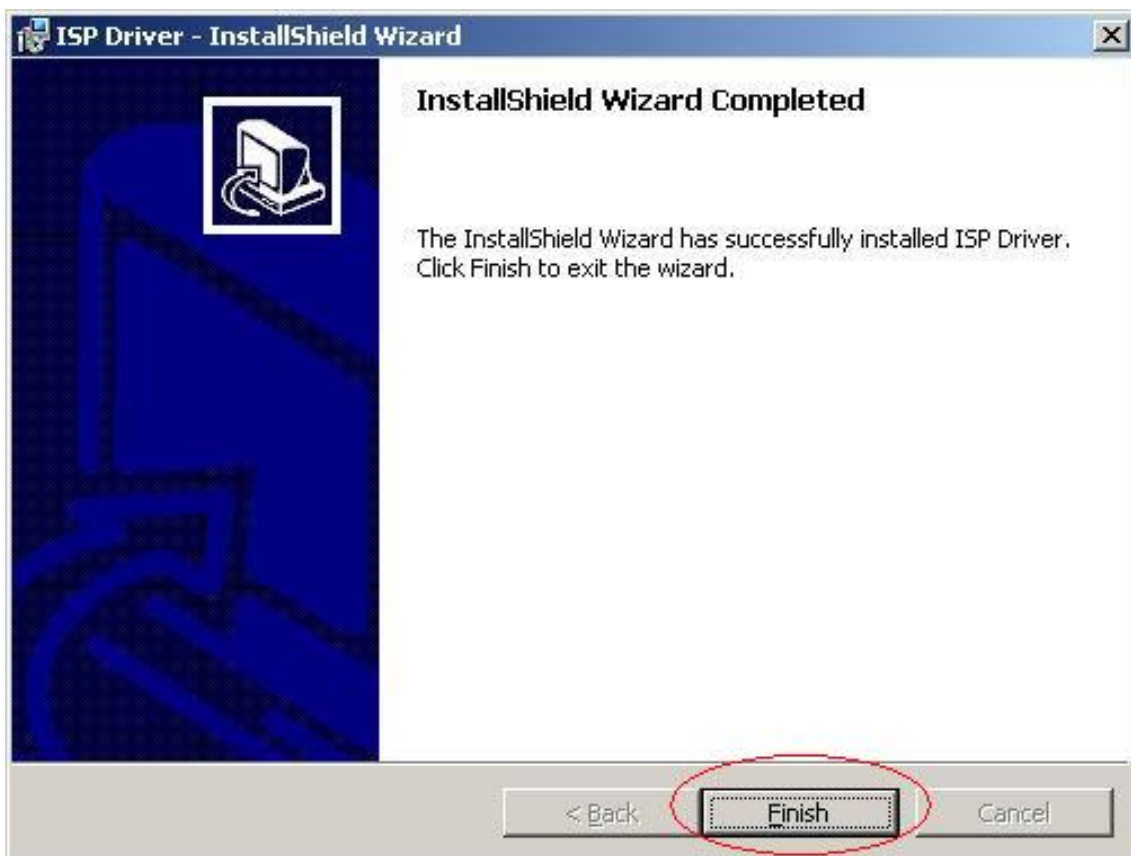 ISP Driver - InstallShield Wizard
InstallShield Wizard Completed
The InstallShield Wizard has successfully installed ISP Driver.
Click Finish to exit the wizard.
< Back
Finish
Cancel